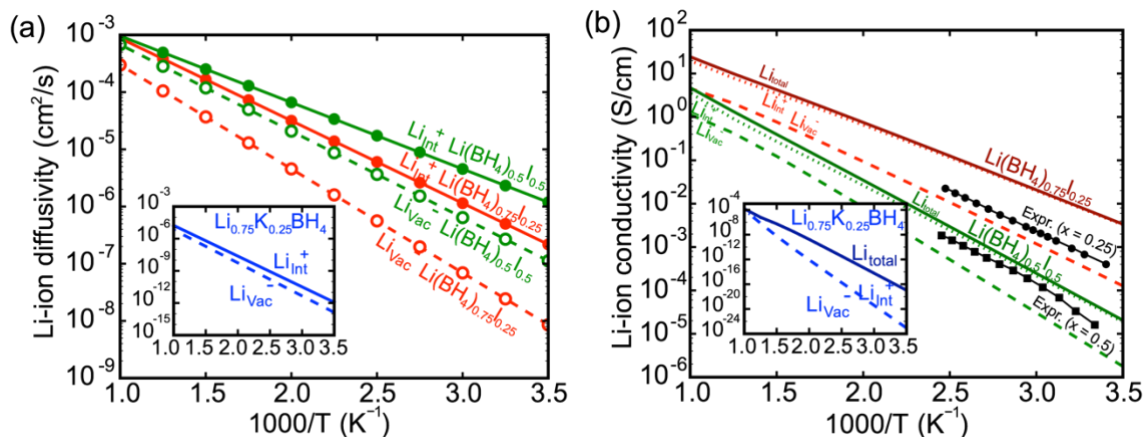 (a)
Li-ion diffusivity (cm²/s)
10⁻³
10⁻⁴
10⁻⁵
10⁻⁶
10⁻⁷
10⁻⁸
10⁻⁹
Li_Int⁺ Li(BH₄)₀.₅I₀.₅
Li_Int⁺ Li(BH₄)₀.₇₅I₀.₂₅
Li_Vac⁻ Li(BH₄)₀.₅I₀.₅
Li_Vac⁻ Li(BH₄)₀.₇₅I₀.₂₅
10⁻³
10⁻⁶
10⁻⁹
10⁻¹²
10⁻¹⁵
Li₀.₇₅K₀.₂₅BH₄
Li_Int⁺
Li_Vac⁻
1.0 1.5 2.0 2.5 3.0 3.5
1.0 1.5 2.0 2.5 3.0 3.5
1000/T (K⁻¹)
(b)
Li-ion conductivity (S/cm)
10²
10¹
10⁰
10⁻¹
10⁻²
10⁻³
10⁻⁴
10⁻⁵
10⁻⁶
Li_total
Li_Int⁺ Li_Vac⁻
Li(BH₄)₀.₇₅I₀.₂₅
Li_Int⁺
Li_Vac⁻
Li_total
Li(BH₄)₀.₅I₀.₅
Expr. (x = 0.25)
Expr. (x = 0.5)
10⁻⁴
10⁻⁸
10⁻¹²
10⁻¹⁶
10⁻²⁰
10⁻²⁴
Li₀.₇₅K₀.₂₅BH₄
Li_total
Li_Vac⁻ Li_Int⁺
1.0 1.5 2.0 2.5 3.0 3.5
1.0 1.5 2.0 2.5 3.0 3.5
1000/T (K⁻¹)